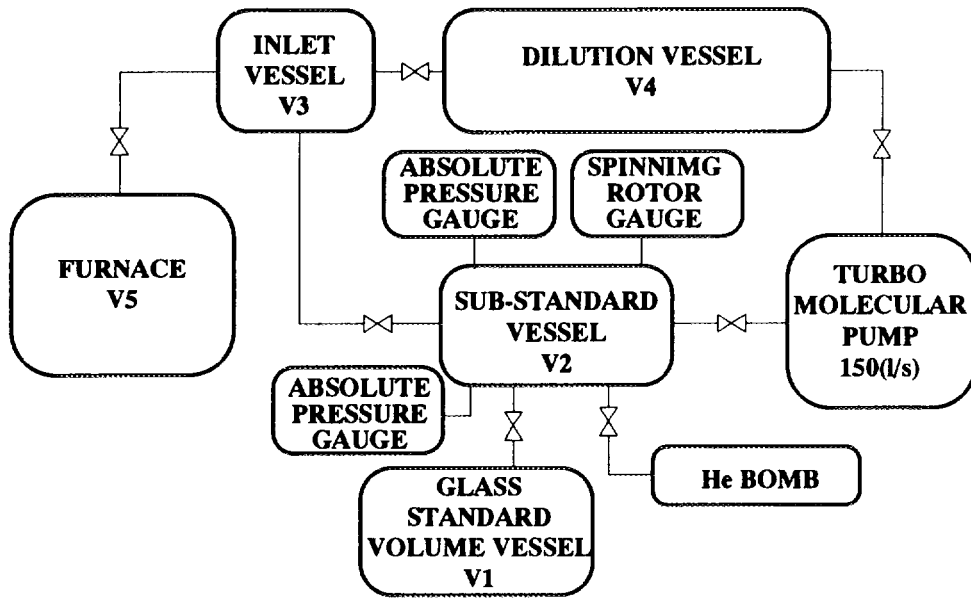 INLET
VESSEL
V3
DILUTION VESSEL
V4
ABSOLUTE
PRESSURE
GAUGE
SPINNIMG
ROTOR
GAUGE
FURNACE
V5
SUB-STANDARD
VESSEL
V2
TURBO
MOLECULAR
PUMP
150(l/s)
ABSOLUTE
PRESSURE
GAUGE
He BOMB
GLASS
STANDARD
VOLUME VESSEL
V1